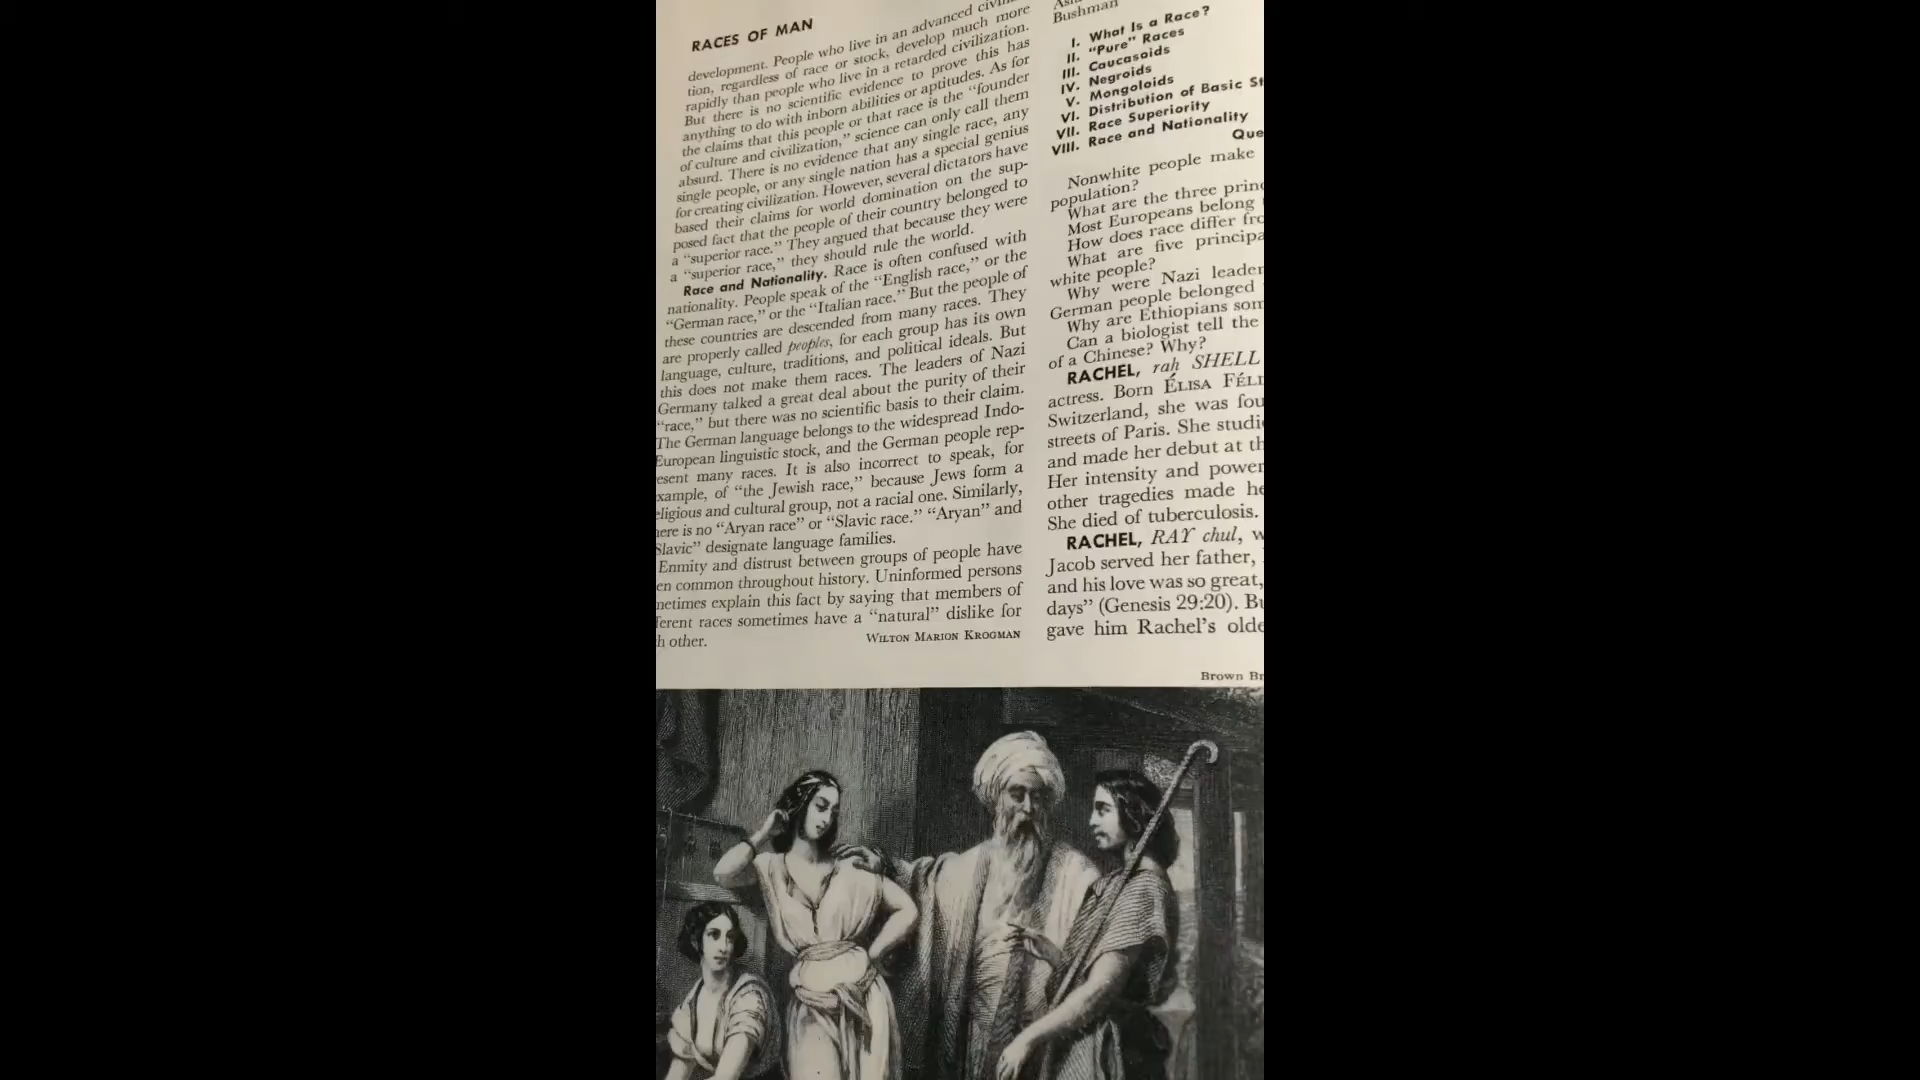 RACES OF MAN
development. People who live in an advanced
tion, regardless of race or stock, develop much more
rapidly than people who live in a retarded civilization.
But there is no scientific evidence to prove this has
anything to do with inborn abilities or aptitudes. As for
the claims that this people or that race is the “founder
of culture and civilization,” science can only call them
absurd. There is no evidence that any single race, any
single people, or any single nation has a special genius
for creating civilization. However, several dictators have
based their claims for world domination on the sup-
posed fact that the people of their country belonged to
a “superior race.” They argued that because they were
a “superior race,” they should rule the world.
Race and Nationality. Race is often confused with
nationality. People speak of the “English race,” or the
“German race,” or the “Italian race.” But the people of
these countries are descended from many races. They
are properly called peoples, for each group has its own
language, culture, traditions, and political ideals. But
this does not make them races. The leaders of Nazi
Germany talked a great deal about the purity of their
“race,” but there was no scientific basis to their claim.
The German language belongs to the widespread Indo-
European linguistic stock, and the German people rep-
esent many races. It is also incorrect to speak, for
xample, of “the Jewish race,” because Jews form a
eligious and cultural group, not a racial one. Similarly,
ere is no “Aryan race” or “Slavic race.” “Aryan” and
Slavic” designate language families.
Enmity and distrust between groups of people have
en common throughout history. Uninformed persons
netimes explain this fact by saying that members of
ferent races sometimes have a “natural” dislike for
h other.
WILTON MARION KROGMAN
Bushman
I. What Is a Race?
II. “Pure” Races
III. Caucasoids
IV. Negroids
V. Mongoloids
VI. Distribution of Basic St
VII. Race Superiority
VIII. Race and Nationality
Que
Nonwhite people make
population?
What are the three princ
Most Europeans belong
How does race differ fro
What are five principa
white people?
Why were Nazi leader
German people belonged
Why are Ethiopians som
Can a biologist tell the
of a Chinese? Why?
RACHEL, rah SHELL
actress. Born ÉLISA FÉLI
Switzerland, she was fou
streets of Paris. She studi
and made her debut at th
Her intensity and power
other tragedies made he
She died of tuberculosis.
RACHEL, RAY chul, w
Jacob served her father,
and his love was so great,
days” (Genesis 29:20). Bu
gave him Rachel’s olde
Brown Br